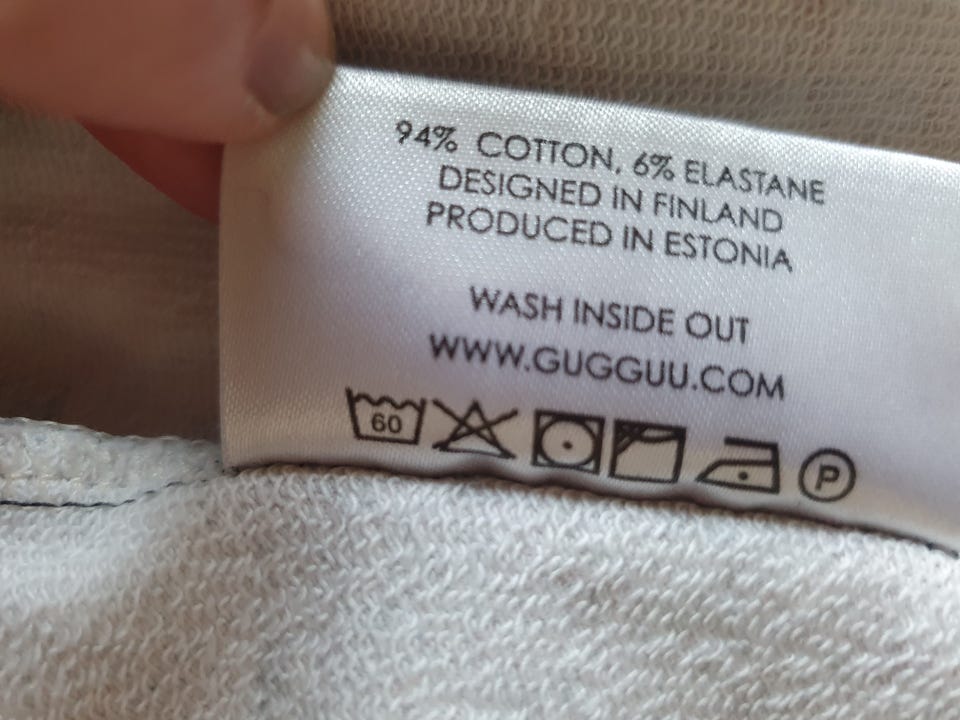 94% COTTON, 6% ELASTANE
DESIGNED IN FINLAND
PRODUCED IN ESTONIA
WASH INSIDE OUT
WWW.GUGGUU.COM
60 P